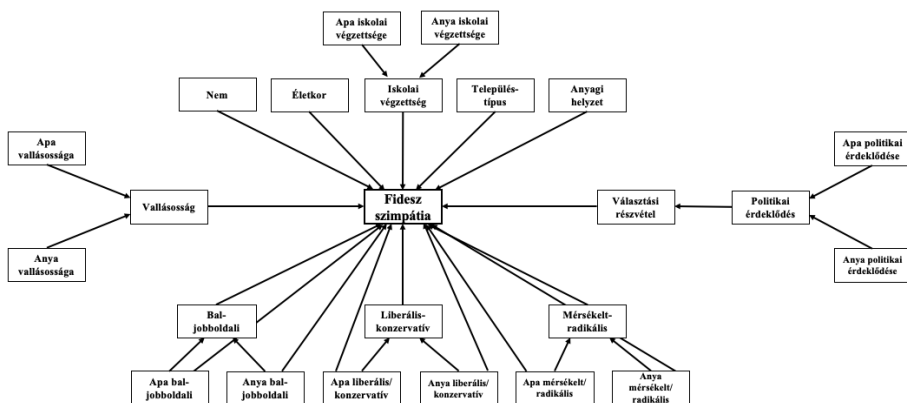 Apa iskolai
végzettsége
Anya iskolai
végzettsége
Nem
Életkor
Iskolai
végzettség
Település-
típus
Anyagi
helyzet
Apa
vallásossága
Apa politikai
érdeklődése
Vallásosság
Fidesz
szimpátia
Választási
részvétel
Politikai
érdeklődés
Anya
vallásossága
Anya politikai
érdeklődése
Bal-
jobboldali
Liberális-
konzervatív
Mérsékelt-
radikális
Apa bal-
jobboldali
Anya bal-
jobboldali
Apa liberális/
konzervatív
Anya liberális/
konzervatív
Apa mérsékelt/
radikális
Anya
mérsékelt/
radikális